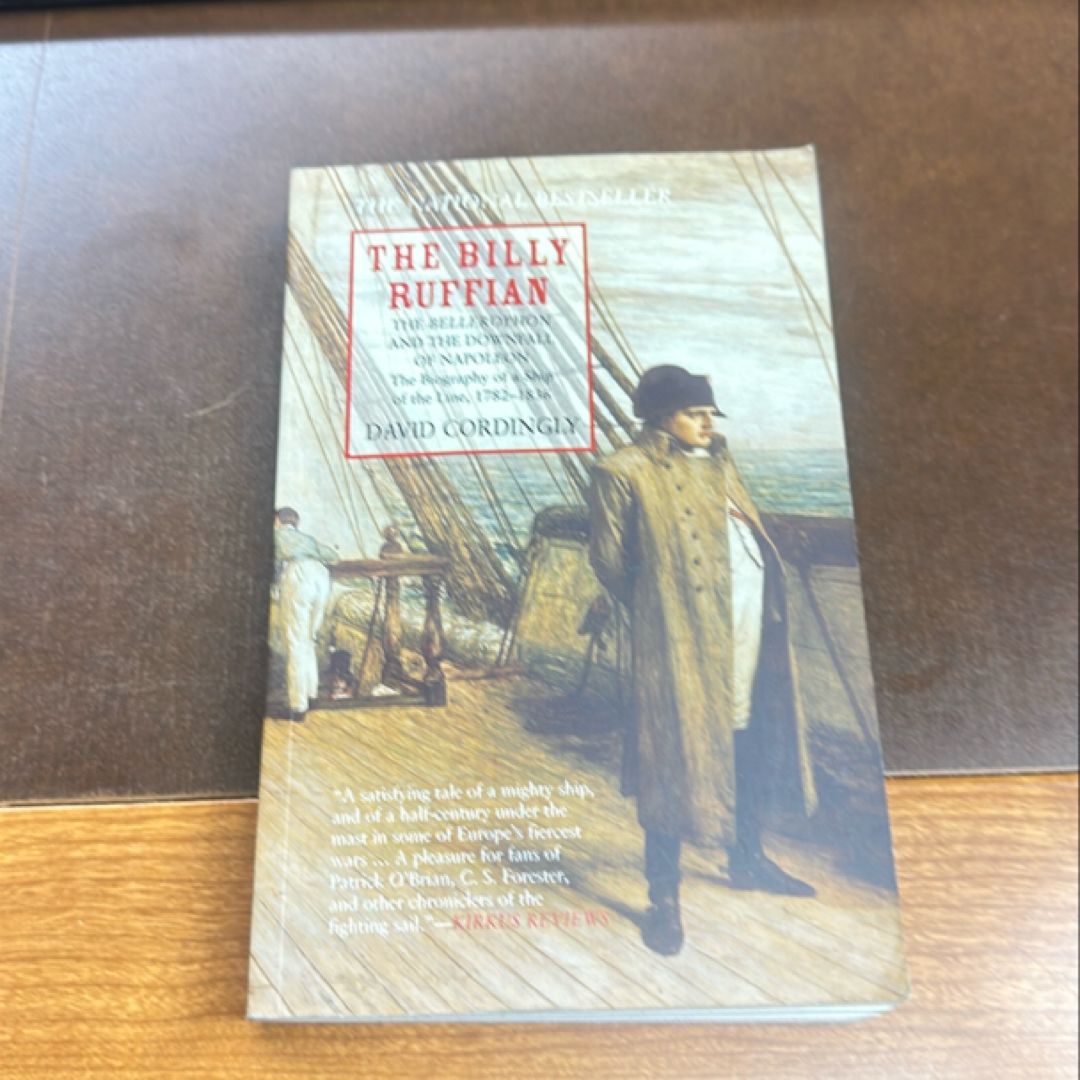 THE NATIONAL BESTSELLER
THE BILLY
RUFFIAN
THE BELLEROPHON
AND THE DOWNFALL
OF NAPOLEON
The Biography of a Ship
of the Line, 1782–1836
DAVID CORDINGLY
"A satisfying tale of a mighty ship,
and of a half-century under the
mast in some of Europe's fiercest
wars ... A pleasure for fans of
Patrick O'Brian, C. S. Forester,
and other chroniclers of the
fighting sail."—KIRKUS REVIEWS